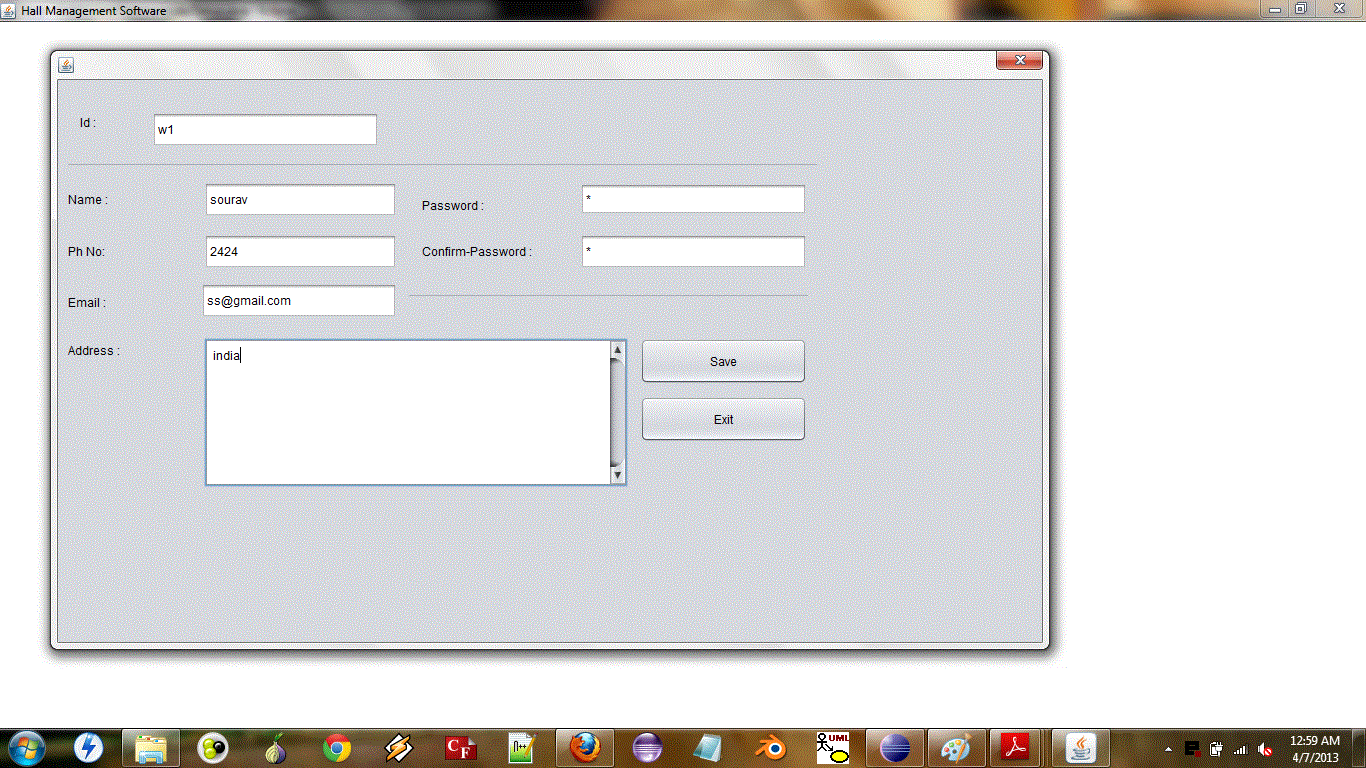 Hall Management Software
Id :
w1
Name :
sourav
Password :
*
Ph No:
2424
Confirm-Password :
*
Email :
ss@gmail.com
Address :
india
Save
Exit
CF
n++
UML
12:59 AM
4/7/2013